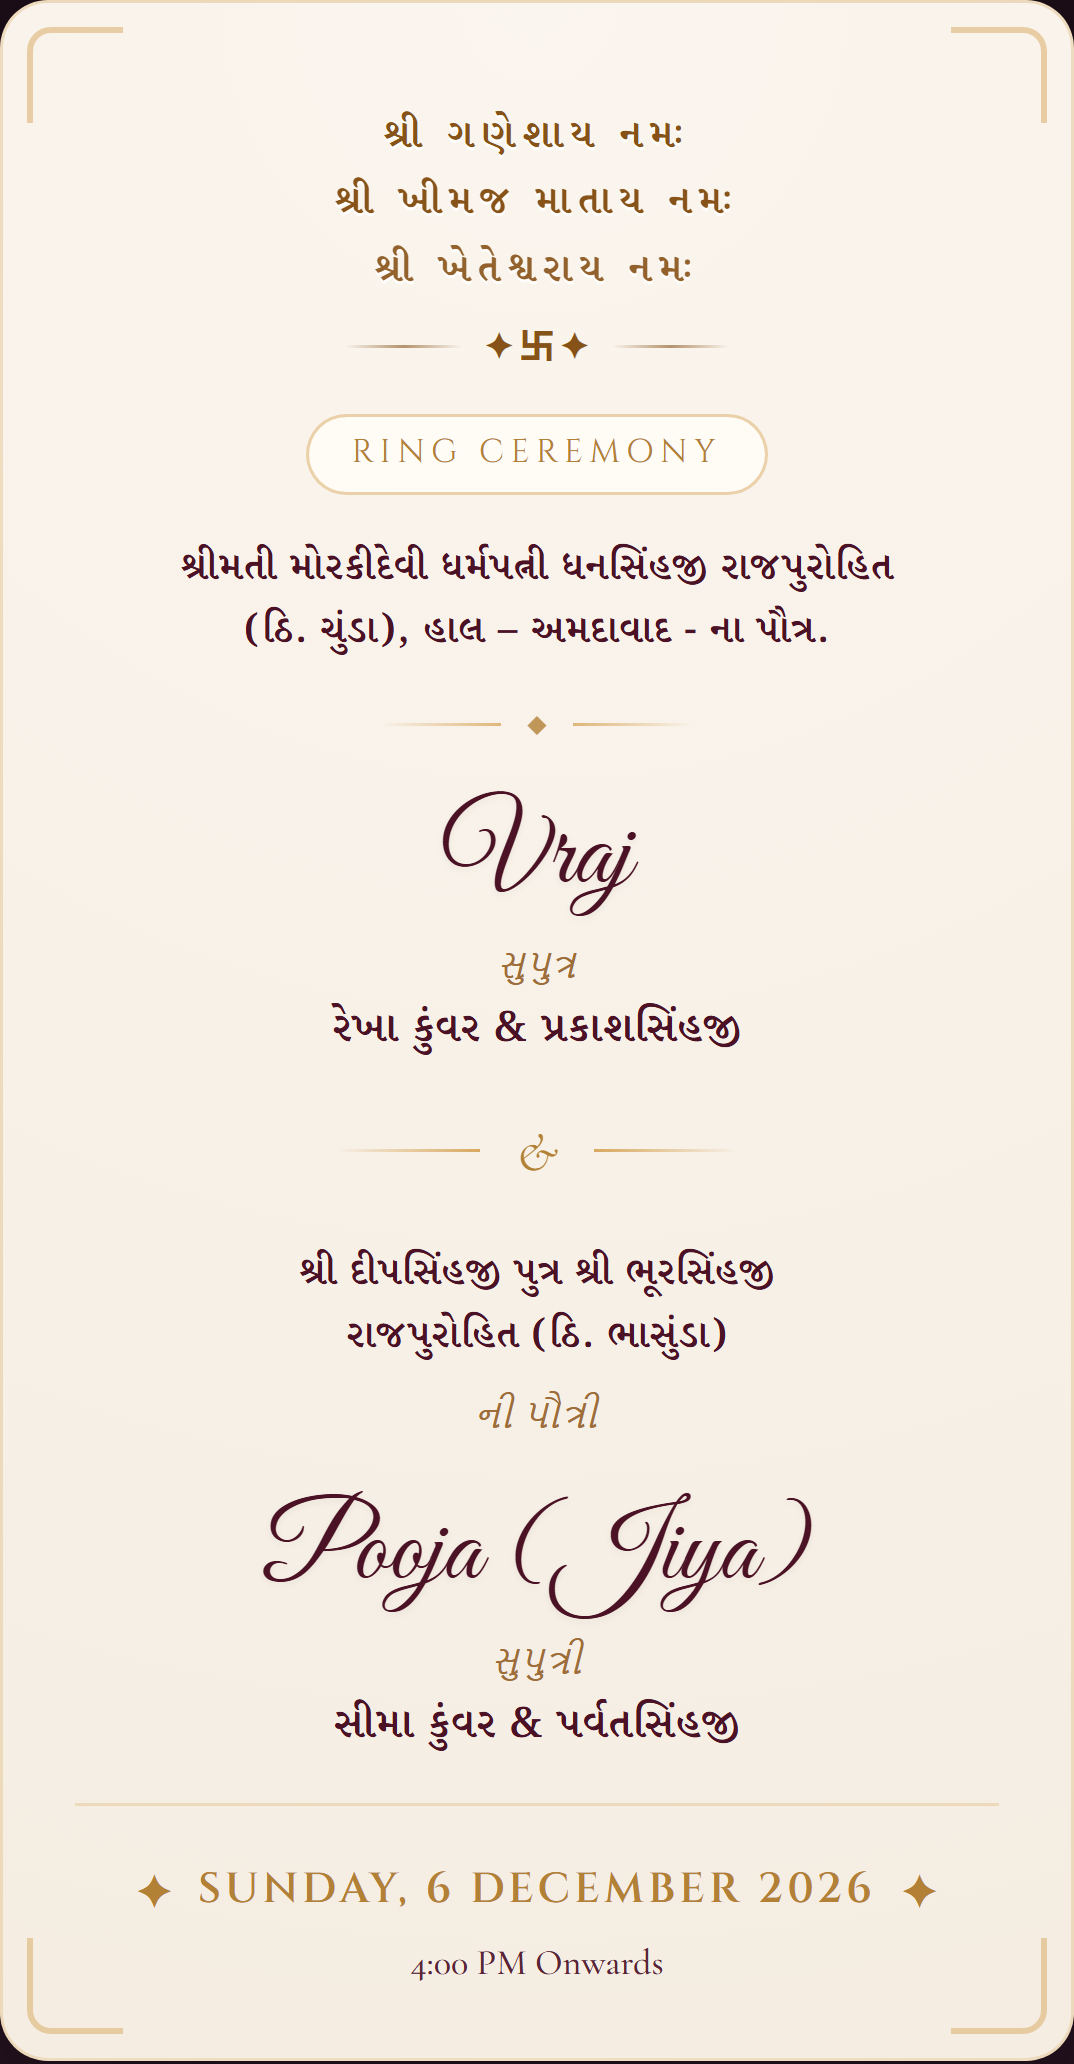 શ્રી ગણેશાય નમઃ
શ્રી ખીમજ માતાય નમઃ
શ્રી ખેતેશ્વરાય નમઃ
✦卐✦
RING CEREMONY
શ્રીમતી મોરકીદેવી ધર્મપત્ની ધનસિંહજી રાજપુરોહિત
(ઠિ. ચુંડા), હાલ – અમદાવાદ - ના પૌત્ર.
Vraj
સુપુત્ર
રેખા કુંવર & પ્રકાશસિંહજી
&
શ્રી દીપસિંહજી પુત્ર શ્રી ભૂરસિંહજી
રાજપુરોહિત (ઠિ. ભાસુંડા)
ની પૌત્રી
Pooja (Jiya)
સુપુત્રી
સીમા કુંવર & પર્વતસિંહજી
✦ SUNDAY, 6 DECEMBER 2026 ✦
4:00 PM Onwards